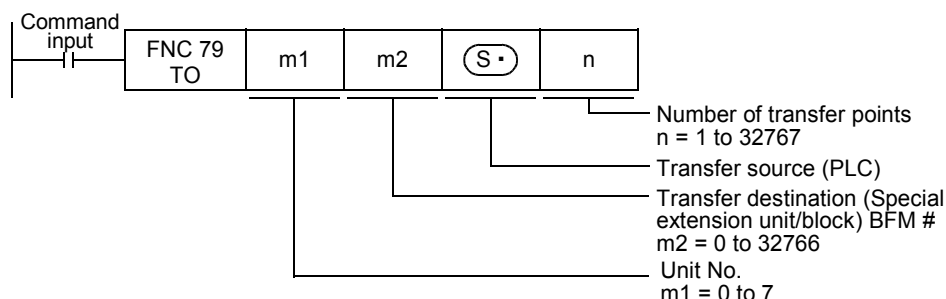 Command
input
FNC 79
TO
m1
m2
S·
n
Number of transfer points
n = 1 to 32767
Transfer source (PLC)
Transfer destination (Special
extension unit/block) BFM #
m2 = 0 to 32766
Unit No.
m1 = 0 to 7